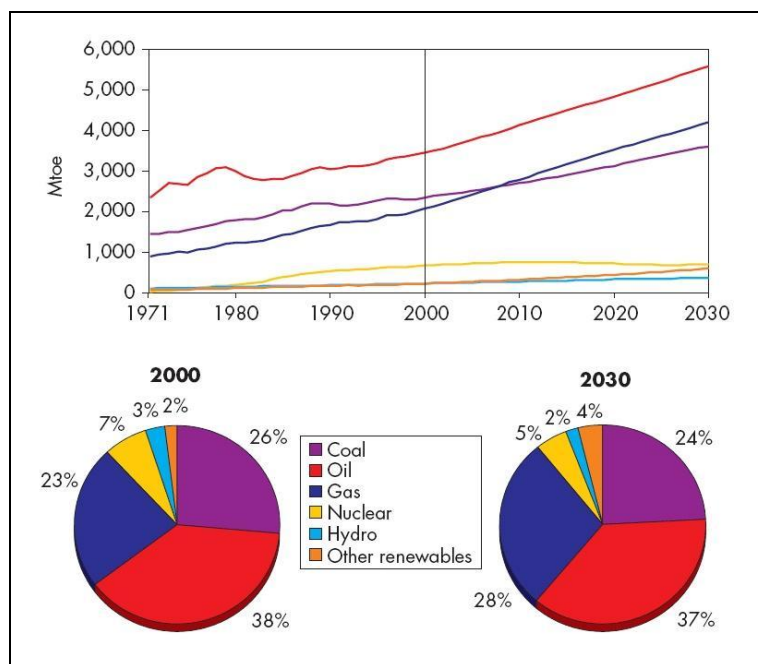 6,000
5,000
4,000
3,000
2,000
1,000
0
Mtoe
1971 1980 1990 2000 2010 2020 2030
2000
7% 3% 2%
26%
23%
38%
Coal
Oil
Gas
Nuclear
Hydro
Other renewables
2030
5% 2% 4%
24%
28%
37%